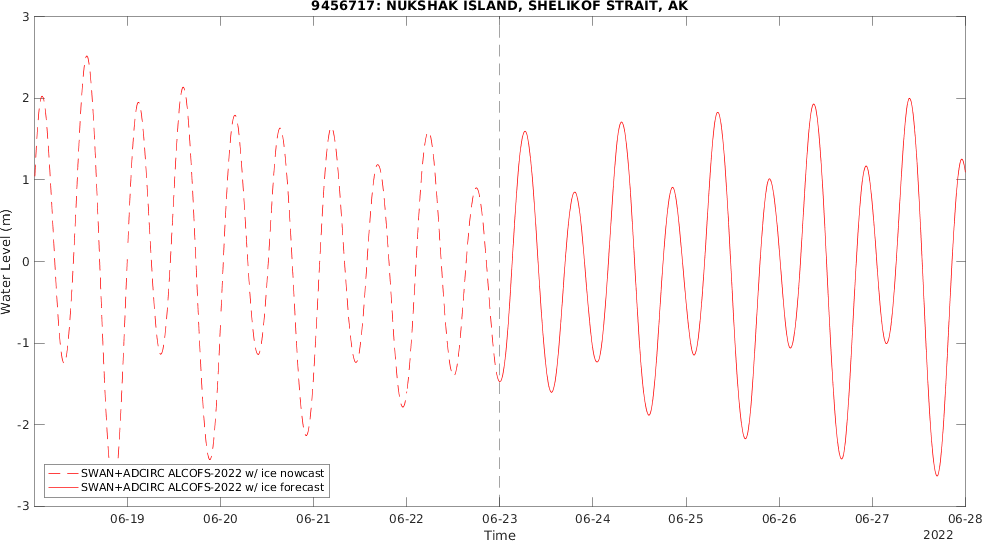 9456717: NUKSHAK ISLAND, SHELIKOF STRAIT, AK
3
2
1
0
-1
-2
-3
Water Level (m)
SWAN+ADCIRC ALCOFS-2022 w/ ice nowcast
SWAN+ADCIRC ALCOFS-2022 w/ ice forecast
06-19 06-20 06-21 06-22 06-23 06-24 06-25 06-26 06-27 06-28
Time
2022